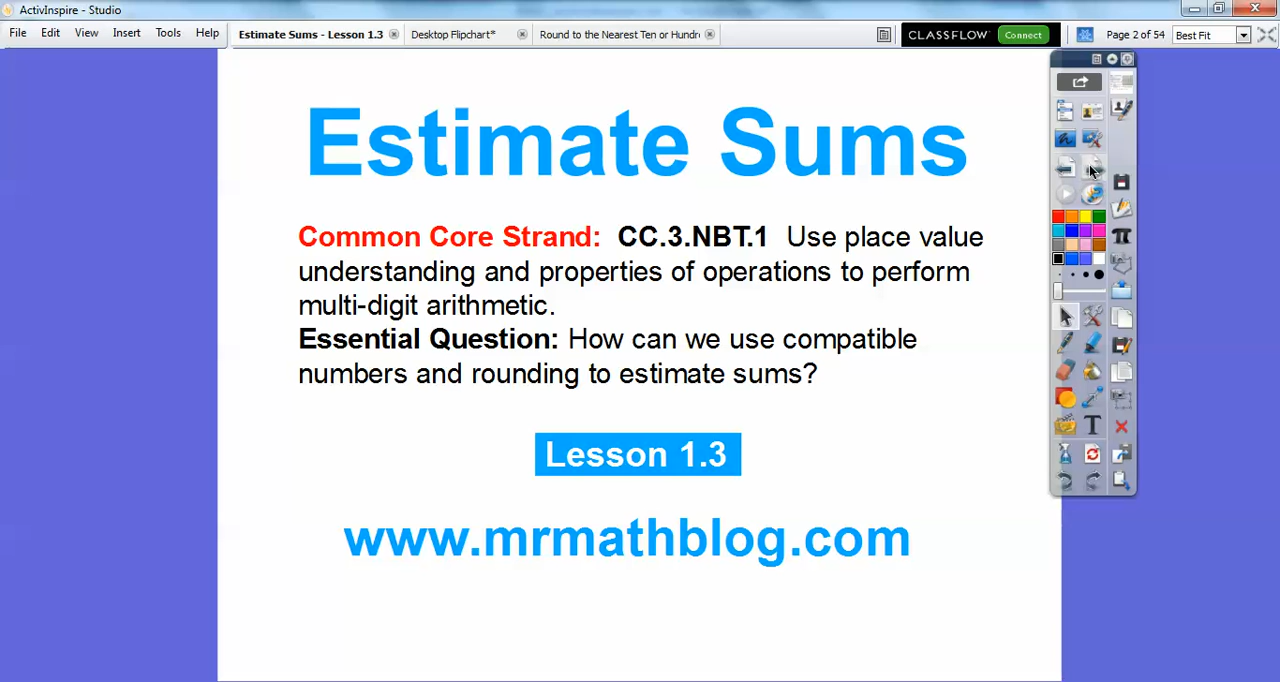 ActivInspire - Studio
File Edit View Insert Tools Help
Estimate Sums - Lesson 1.3 Desktop Flipchart* Round to the Nearest Ten or Hundr
CLASSFLOW Connect Page 2 of 54 Best Fit
Estimate Sums
Common Core Strand: CC.3.NBT.1 Use place value
understanding and properties of operations to perform
multi-digit arithmetic.
Essential Question: How can we use compatible
numbers and rounding to estimate sums?
Lesson 1.3
www.mrmathblog.com